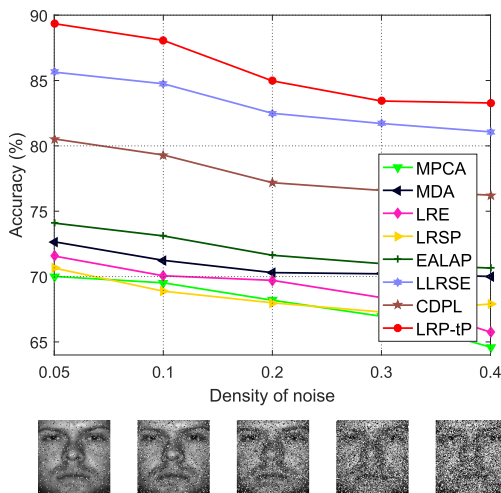 90
85
80
75
70
65
Accuracy (%)
MPCA
MDA
LRE
LRSP
EALAP
LLRSE
CDPL
LRP-tP
0.05
0.1
0.2
0.3
0.4
Density of noise